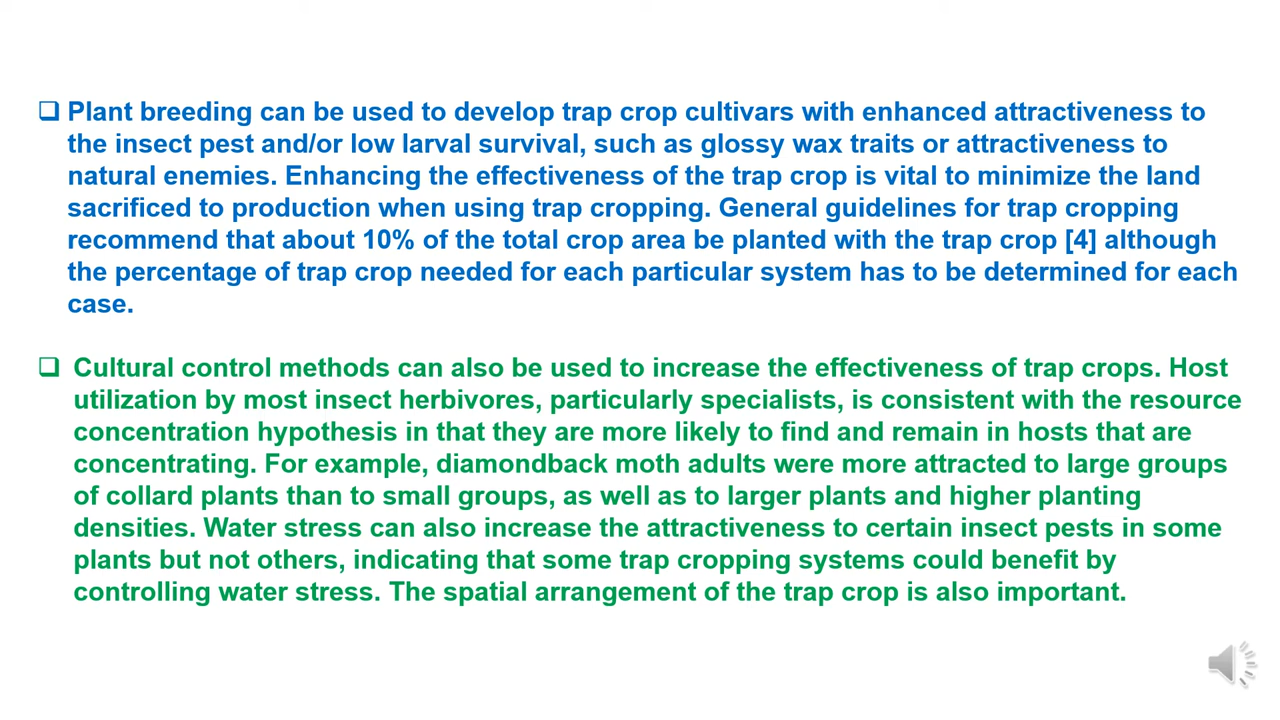 ❑ Plant breeding can be used to develop trap crop cultivars with enhanced attractiveness to
the insect pest and/or low larval survival, such as glossy wax traits or attractiveness to
natural enemies. Enhancing the effectiveness of the trap crop is vital to minimize the land
sacrificed to production when using trap cropping. General guidelines for trap cropping
recommend that about 10% of the total crop area be planted with the trap crop [4] although
the percentage of trap crop needed for each particular system has to be determined for each
case.
❑ Cultural control methods can also be used to increase the effectiveness of trap crops. Host
utilization by most insect herbivores, particularly specialists, is consistent with the resource
concentration hypothesis in that they are more likely to find and remain in hosts that are
concentrating. For example, diamondback moth adults were more attracted to large groups
of collard plants than to small groups, as well as to larger plants and higher planting
densities. Water stress can also increase the attractiveness to certain insect pests in some
plants but not others, indicating that some trap cropping systems could benefit by
controlling water stress. The spatial arrangement of the trap crop is also important.